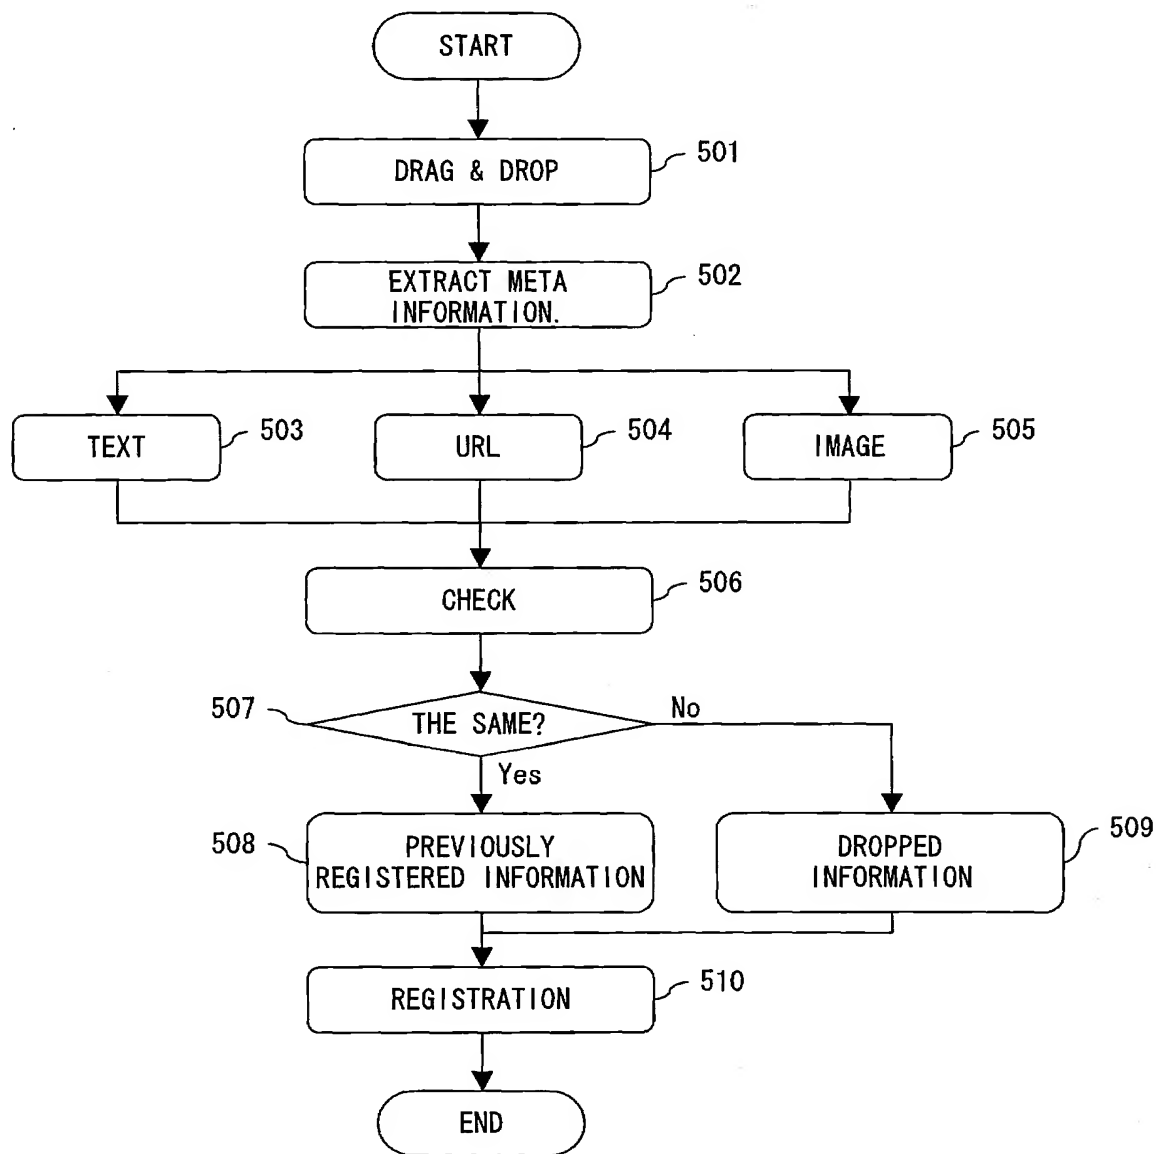 START
DRAG & DROP
501
EXTRACT META
INFORMATION.
502
TEXT
503
URL
504
IMAGE
505
CHECK
506
507
THE SAME?
No
Yes
508
PREVIOUSLY
REGISTERED INFORMATION
DROPPED
INFORMATION
509
REGISTRATION
510
END